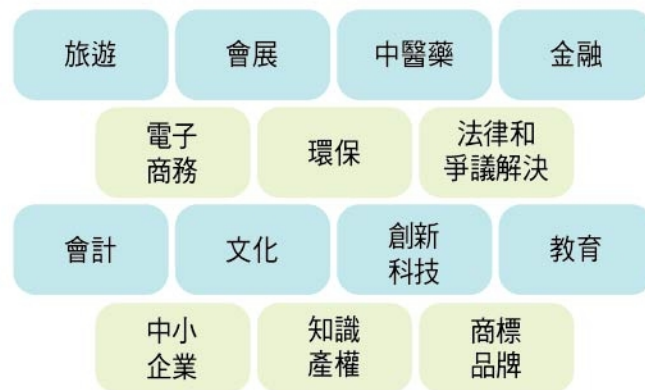 旅遊
會展
中醫藥
金融
電子
商務
環保
法律和
爭議解決
會計
文化
創新
科技
教育
中小
企業
知識
產權
商標
品牌